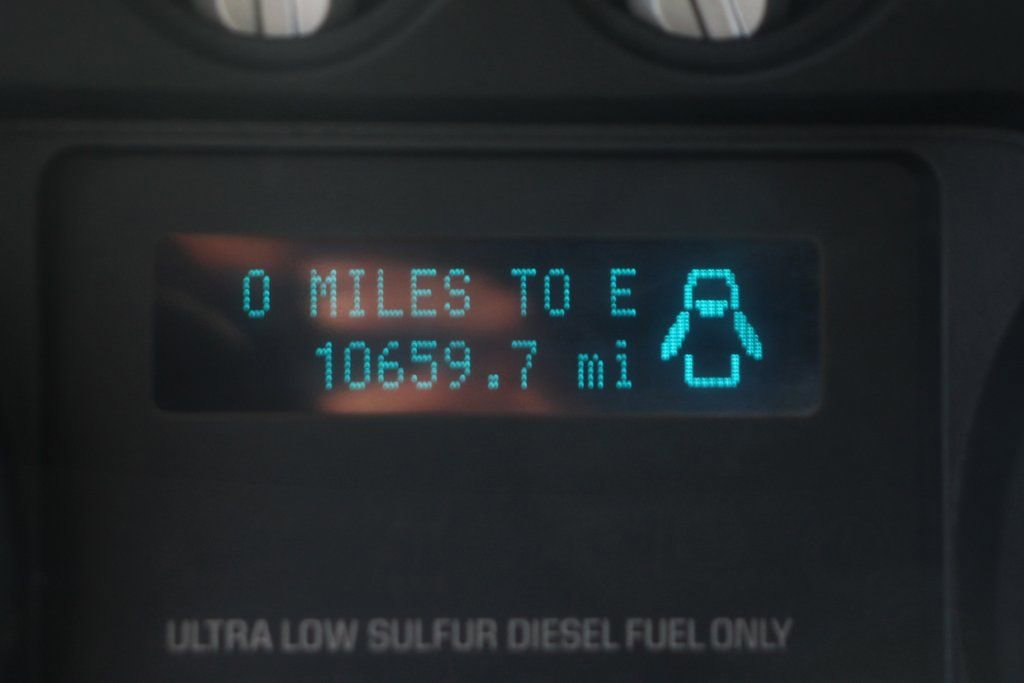 0 MILES TO E
10659.7 mi
ULTRA LOW SULFUR DIESEL FUEL ONLY